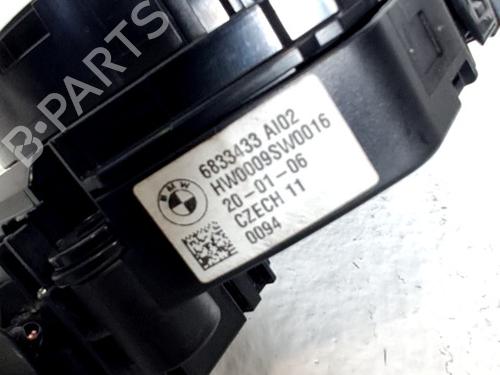 B-PARTS
BMW
6833433 AI02
HW0009SW0016
20-01-06
CZECH 11
0094